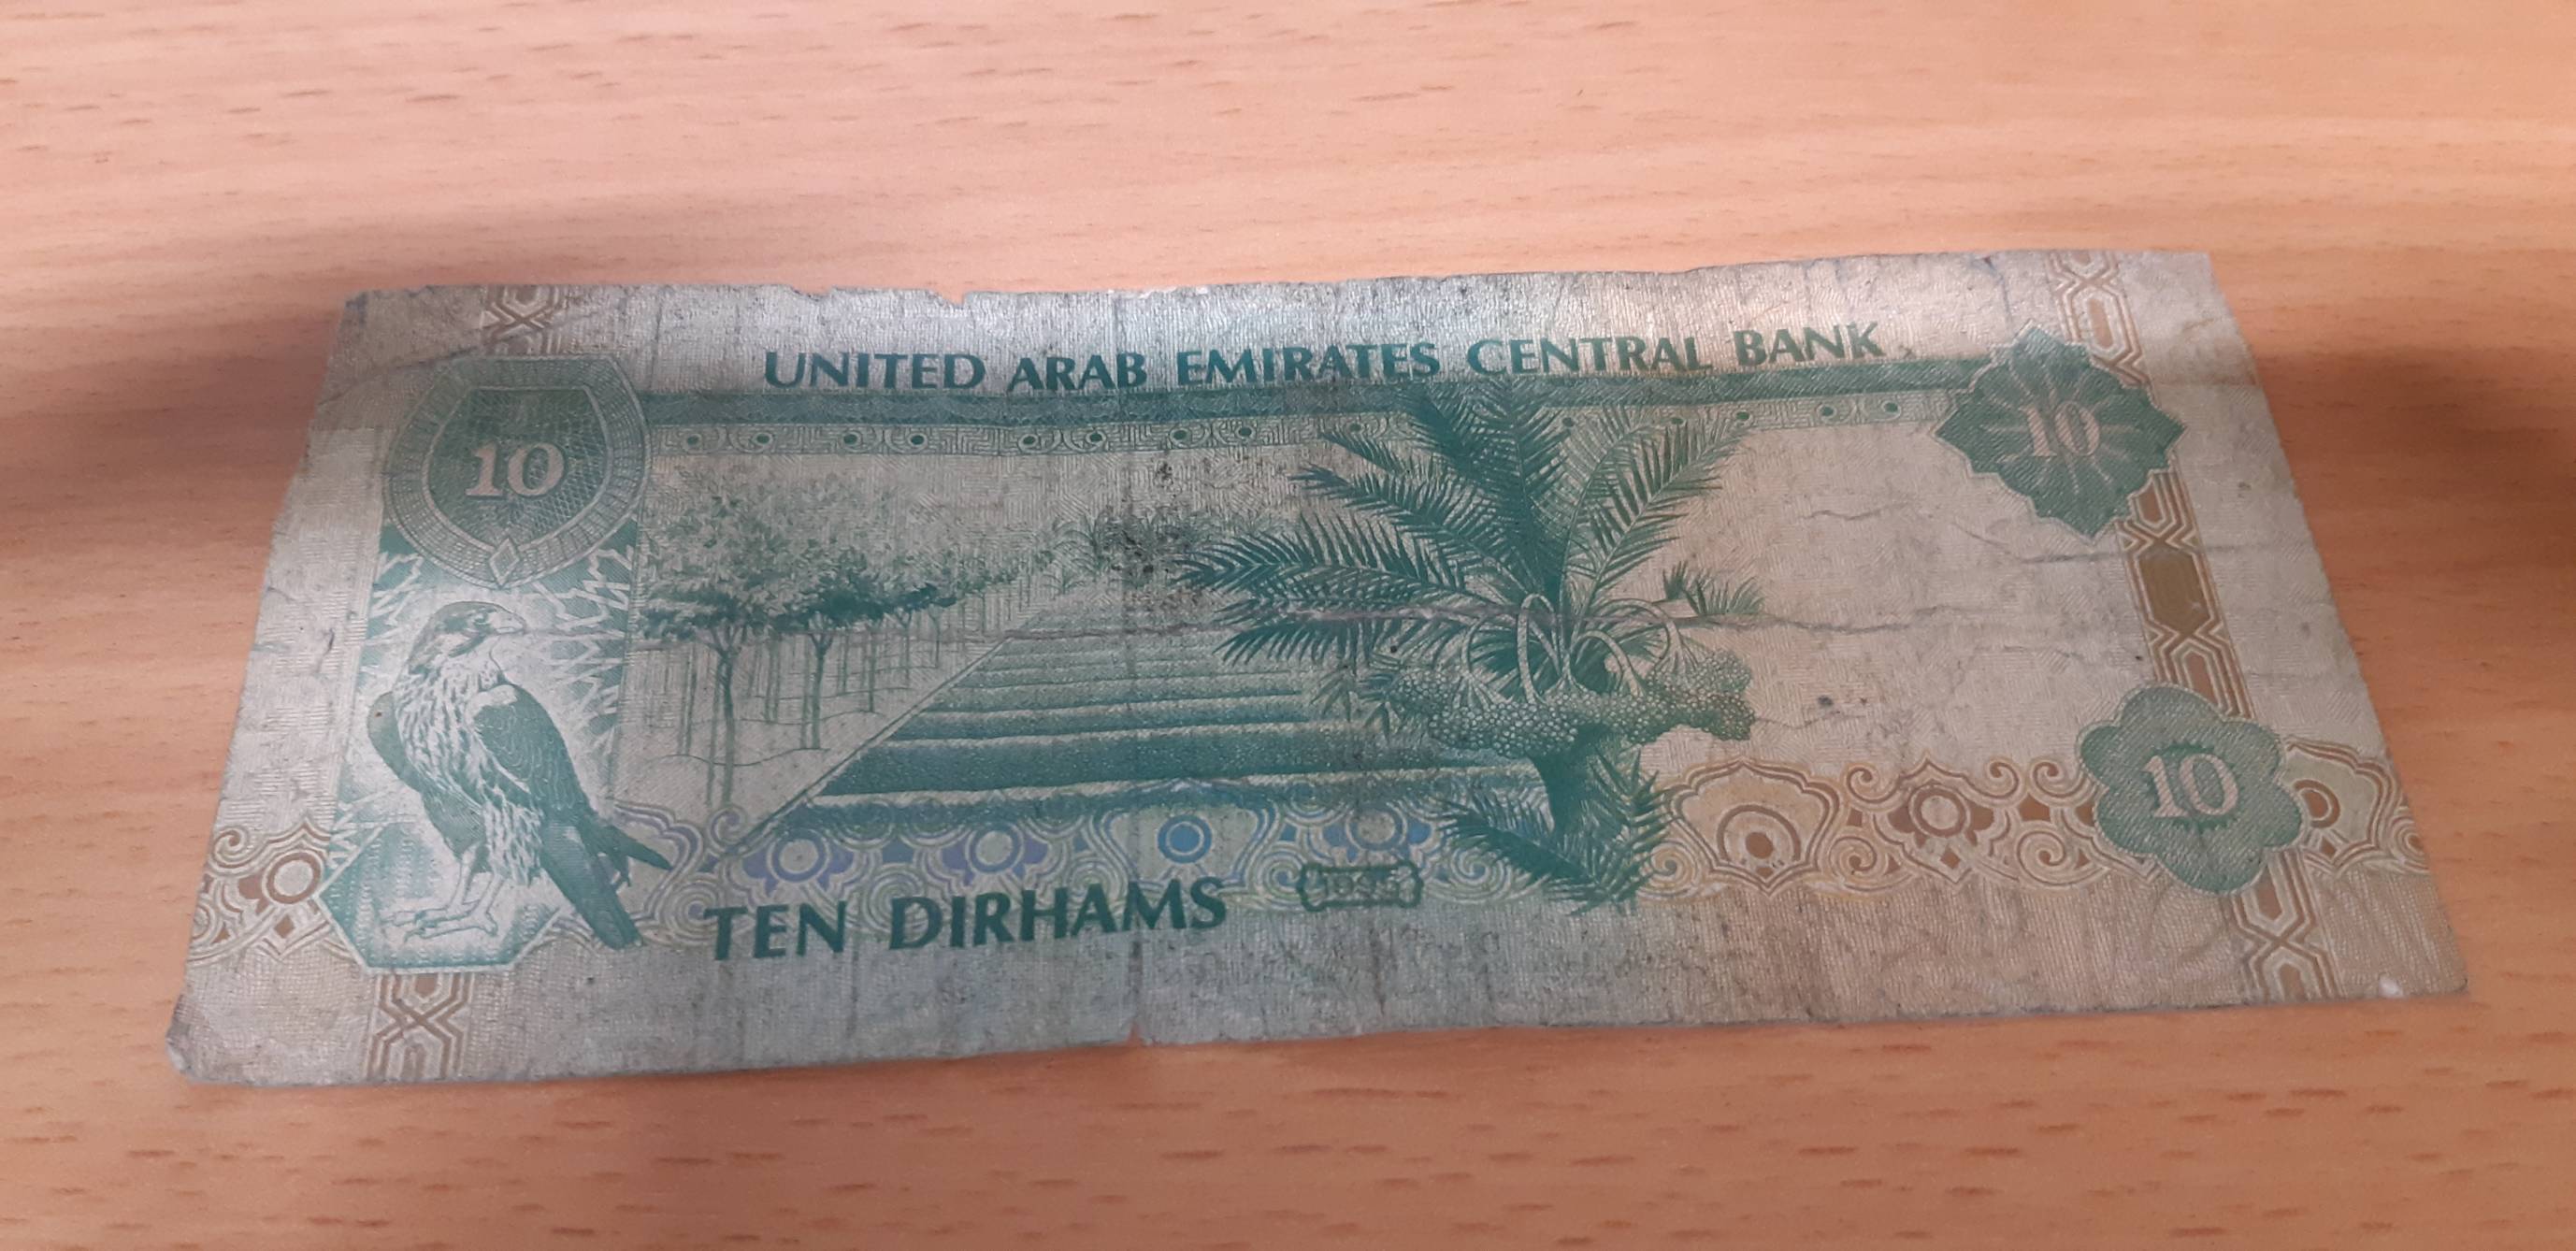 UNITED ARAB EMIRATES CENTRAL BANK
10
10
10
TEN DIRHAMS